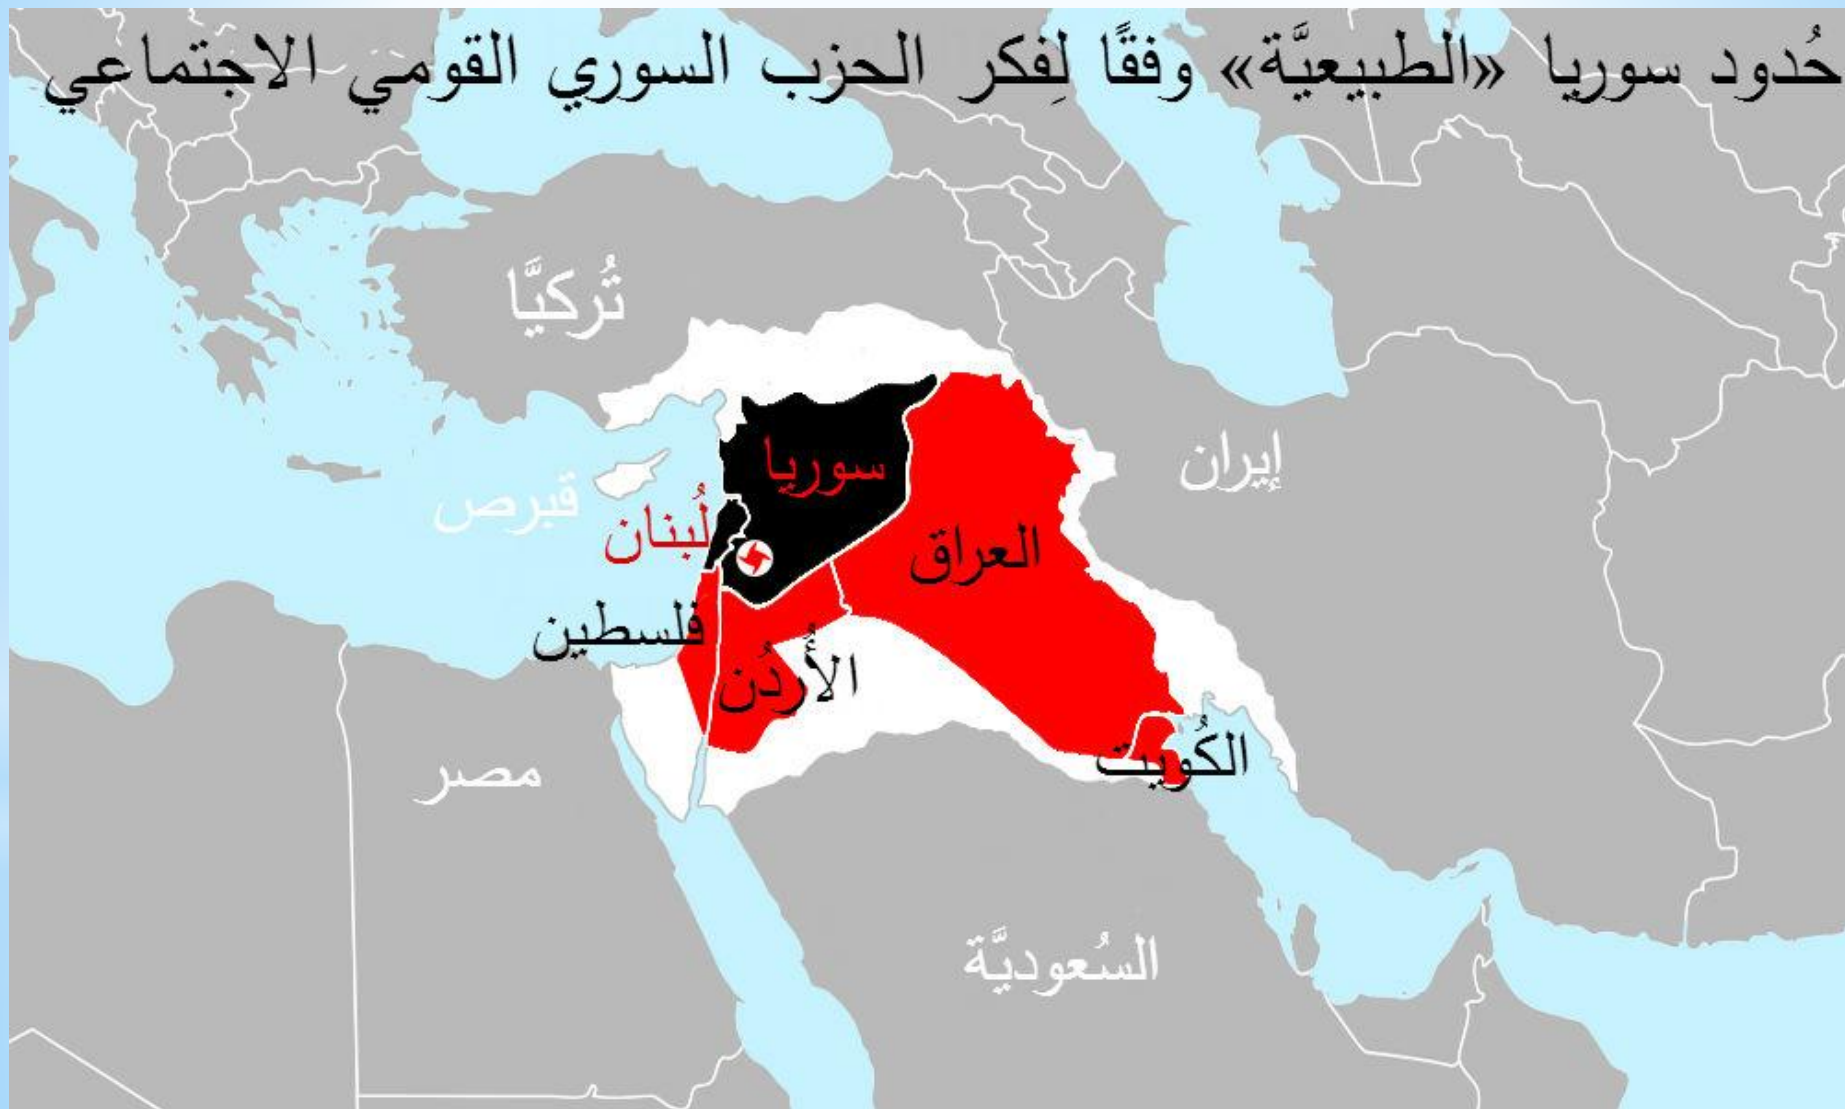 حُدود سوريا «الطبيعيَّة» وفقًا لِفكر الحزب السوري القومي الاجتماعي
تُركيَّا
سوريا
إيران
قبرص
لُبنان
العراق
فلسطين
الأُردُن
الكُويت
مصر
السُعوديَّة